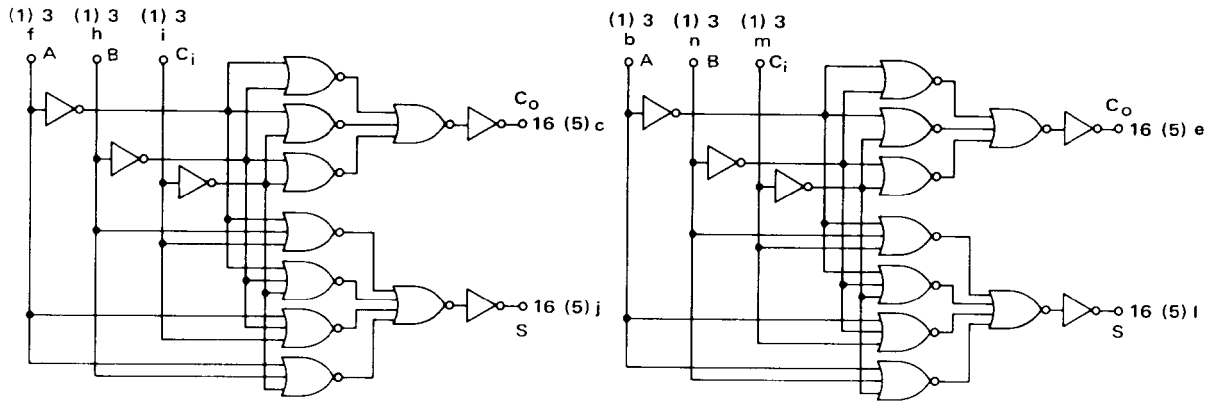 (1) 3 (1) 3 (1) 3
f h i
A B Ci
Co
16 (5) c
16 (5) j
S
(1) 3 (1) 3 (1) 3
b n m
A B Ci
Co
16 (5) e
16 (5) l
S